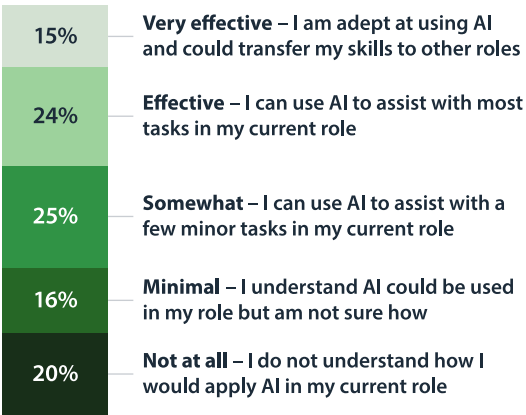 15%
Very effective – I am adept at using AI
and could transfer my skills to other roles
24%
Effective – I can use AI to assist with most
tasks in my current role
25%
Somewhat – I can use AI to assist with a
few minor tasks in my current role
16%
Minimal – I understand AI could be used
in my role but am not sure how
20%
Not at all – I do not understand how I
would apply AI in my current role